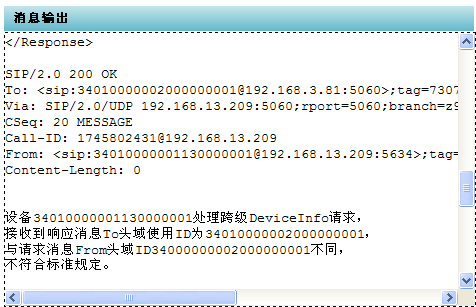 消息输出
</Response>
SIP/2.0 200 OK
To: <sip:34010000002000000001@192.168.3.81:5060>;tag=7307
Via: SIP/2.0/UDP 192.168.13.209:5060;rport=5060;branch=z9
CSeq: 20 MESSAGE
Call-ID: 1745802431@192.168.13.209
From: <sip:34010000001130000001@192.168.13.209:5634>;tag=
Content-Length: 0
设备34010000001130000001处理跨级DeviceInfo请求，
接收到响应消息To头域使用ID为34010000002000000001，
与请求消息From头域ID34010000002000000001不同，
不符合标准规定。